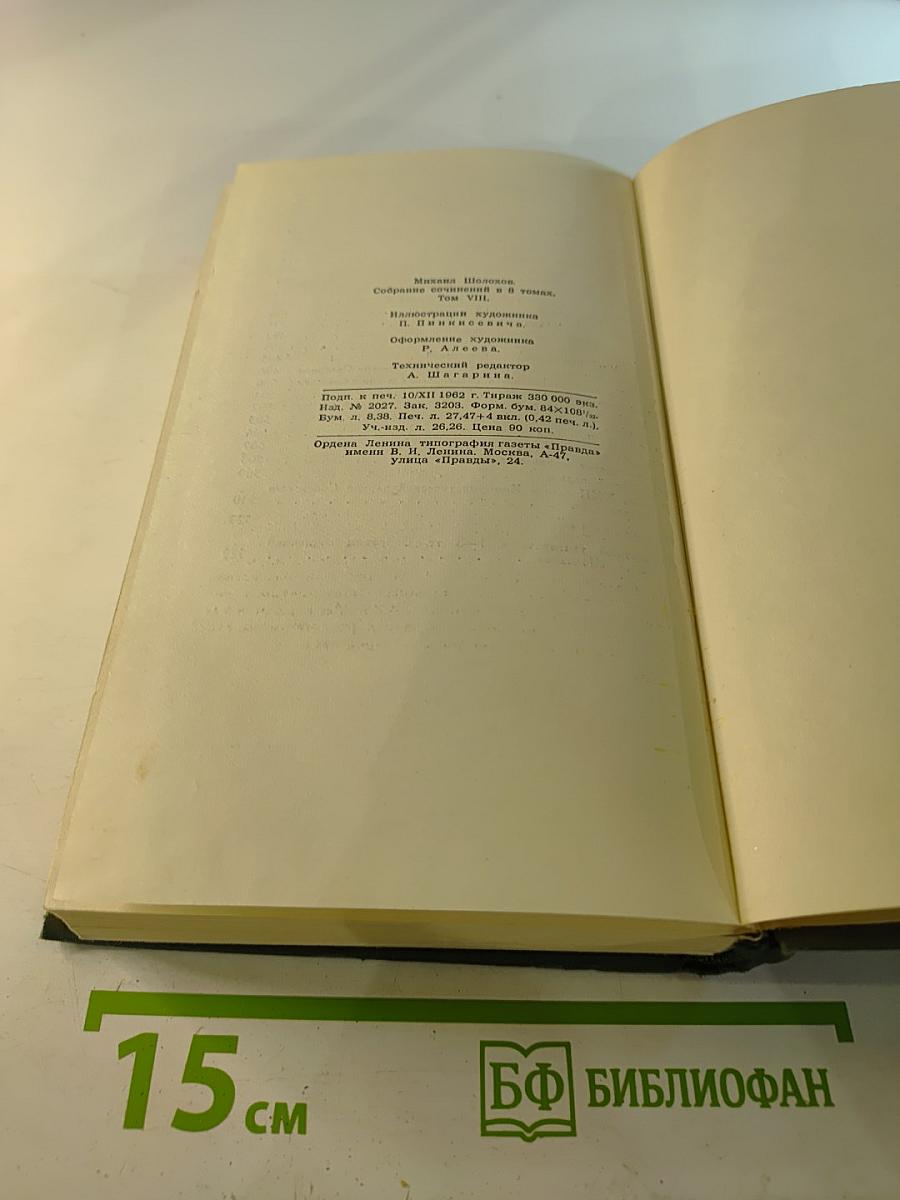 Михаил Шолохов.
Собрание сочинений в 8 томах.
Том VIII.
Иллюстрации художника
П. Пинкисевича.
Оформление художника
Р. Алеева.
Технический редактор
А. Шагарина.
Подп. к печ. 10/XII 1962 г. Тираж 330 000 экз.
Изд. № 2027. Зак. 3203. Форм. бум. 84×108¹/₃₂.
Бум. л. 8,38. Печ. л. 27,47+4 вкл. (0,42 печ. л.).
Уч.-изд. л. 26,26. Цена 90 коп.
Ордена Ленина типография газеты «Правда»
имени В. И. Ленина. Москва, А-47,
улица «Правды», 24.
15 см
БФ БИБЛИОФАН